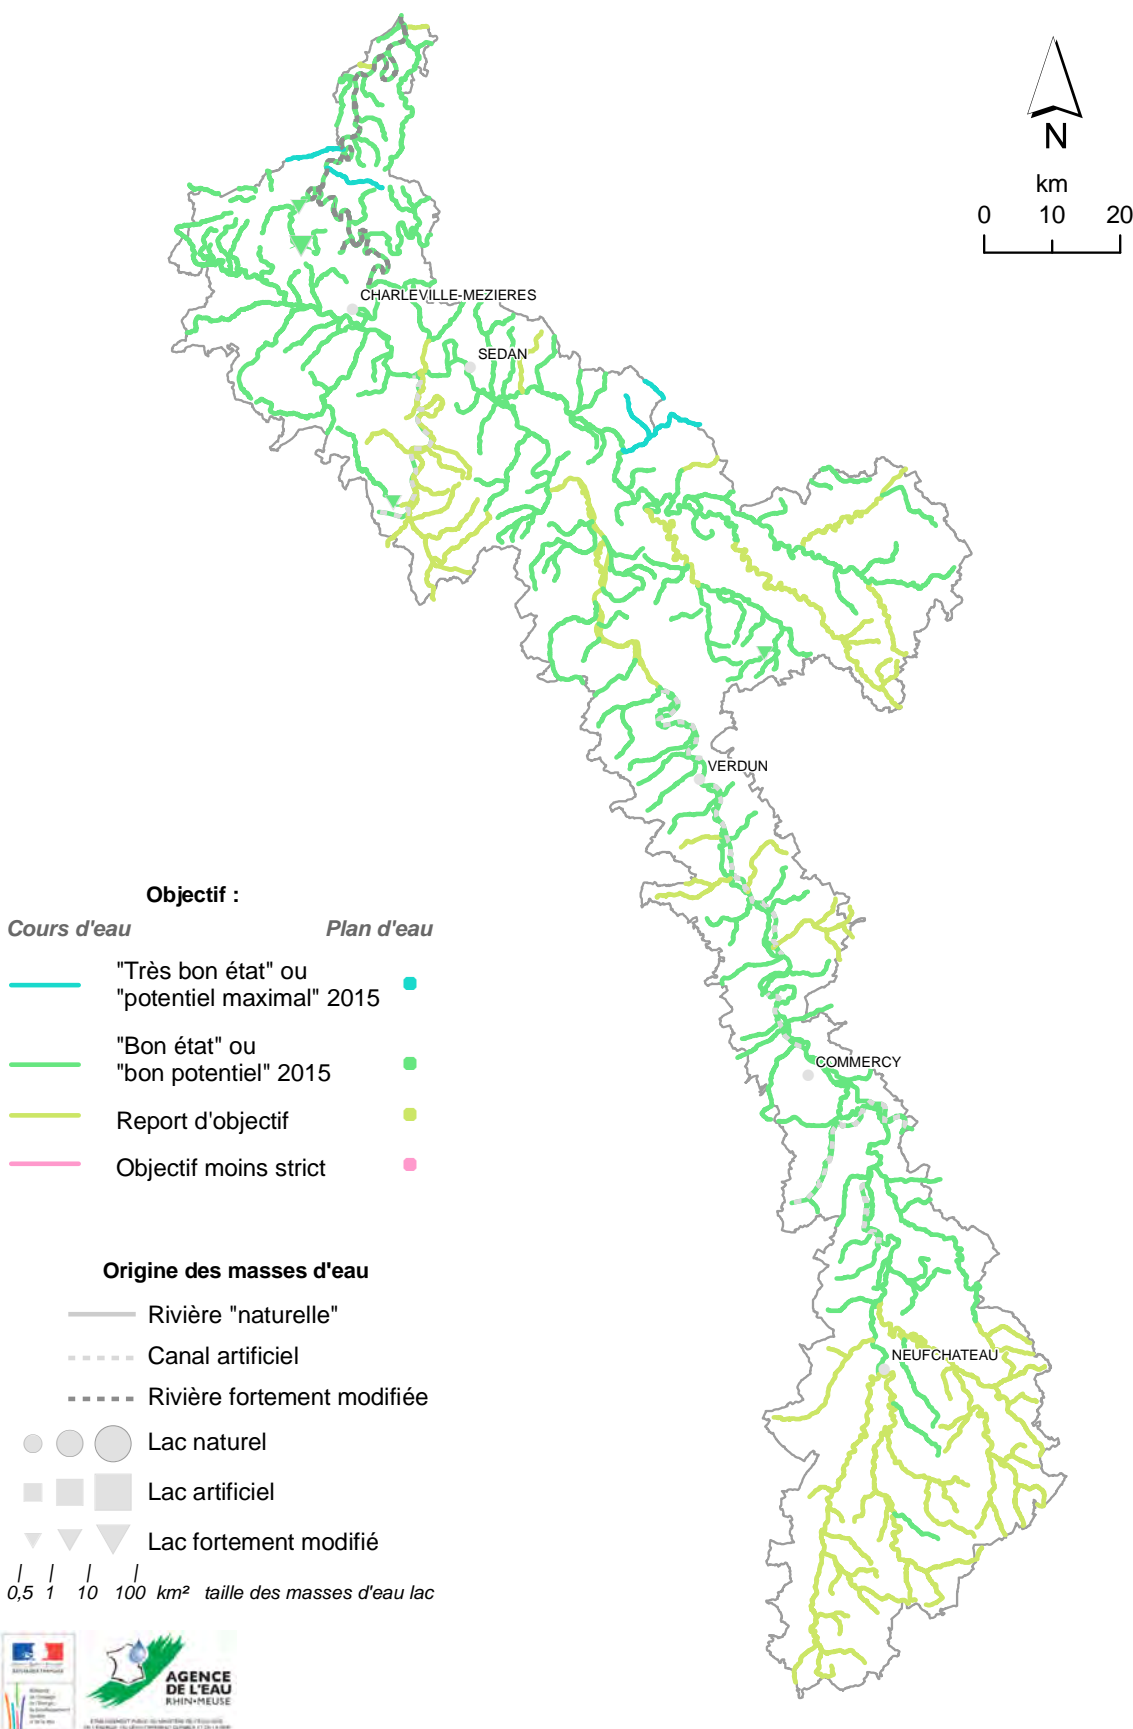 N
km
0 10 20
CHARLEVILLE-MEZIERES
SEDAN
VERDUN
COMMERCY
NEUFCHATEAU
Objectif :
Cours d'eau Plan d'eau
"Très bon état" ou
"potentiel maximal" 2015
"Bon état" ou
"bon potentiel" 2015
Report d'objectif
Objectif moins strict
Origine des masses d'eau
Rivière "naturelle"
Canal artificiel
Rivière fortement modifiée
Lac naturel
Lac artificiel
Lac fortement modifié
0,5 1 10 100 km² taille des masses d'eau lac
AGENCE
DE L'EAU
RHIN•MEUSE